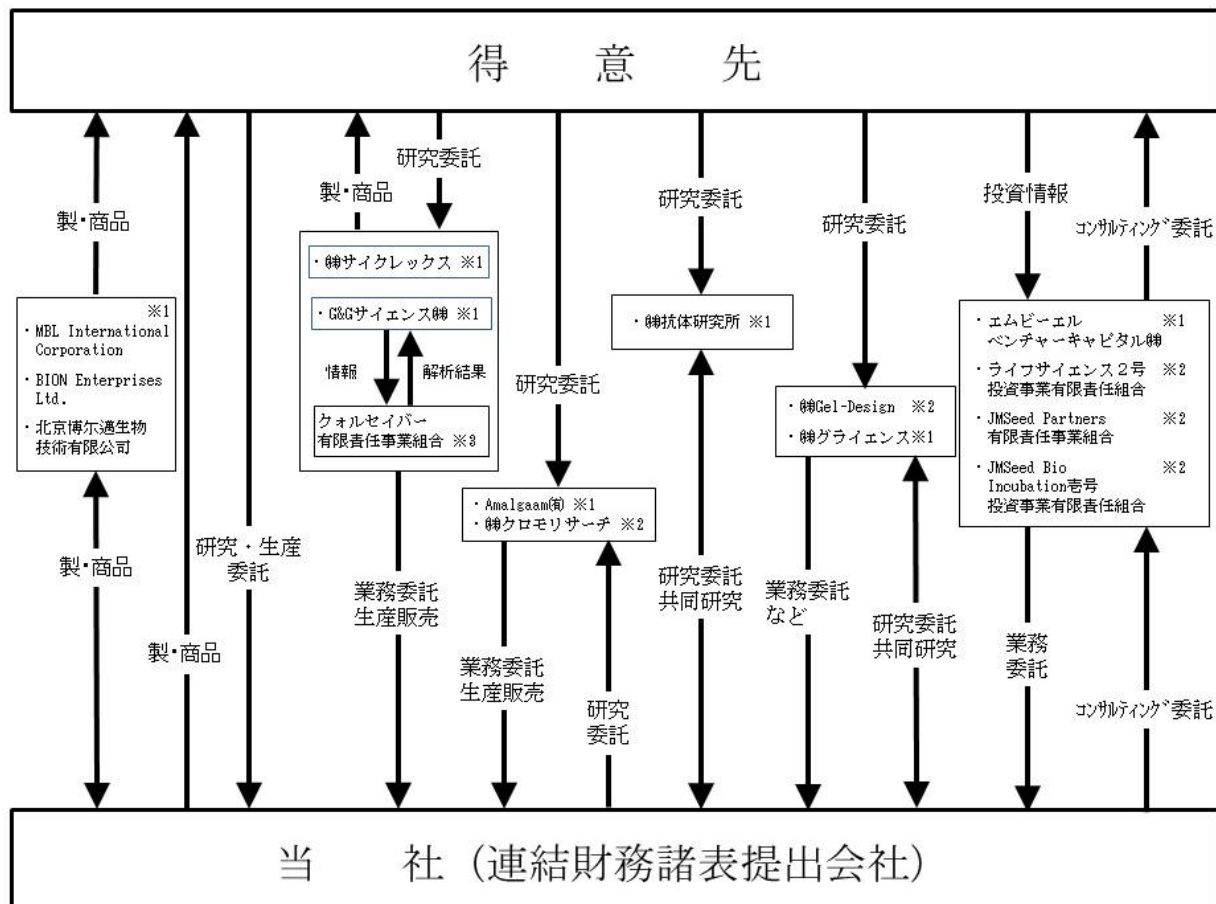 得意先
研究委託
製・商品
製・商品
研究委託
研究委託
投資情報
コンサルティング委託
研究委託
・㈱サイクレックス ※1
・G&Gサイエンス㈱ ※1
情報
解析結果
クォルセイバー
有限責任事業組合 ※3
※1
・MBL International
Corporation
・BION Enterprises
Ltd.
・北京博尔迈生物
技術有限公司
・㈱抗体研究所 ※1
・エムビーエル ※1
ベンチャーキャピタル㈱
・ライフサイエンス2号 ※2
投資事業有限責任組合
・JMSeed Partners ※2
有限責任事業組合
・JMSeed Bio ※2
Incubation壱号
投資事業有限責任組合
・㈱Gel-Design ※2
・㈱グライエンス※1
・Amalgaam㈲ ※1
・㈱クロモリサーチ ※2
製・商品
研究・生産
委託
製・商品
業務委託
生産販売
業務委託
生産販売
研究
委託
研究委託
共同研究
業務委託
など
研究委託
共同研究
業務
委託
コンサルティング委託
当社(連結財務諸表提出会社)